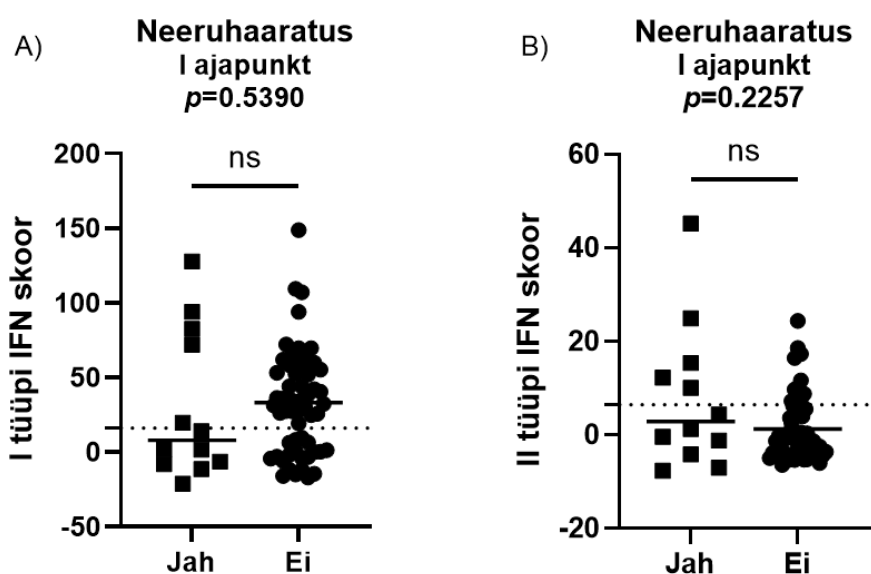 A)
Neeruhaaratus
I ajapunkt
p=0.5390
ns
I tüüpi IFN skoor
200
150
100
50
0
-50
Jah
Ei
B)
Neeruhaaratus
I ajapunkt
p=0.2257
ns
II tüüpi IFN skoor
60
40
20
0
-20
Jah
Ei